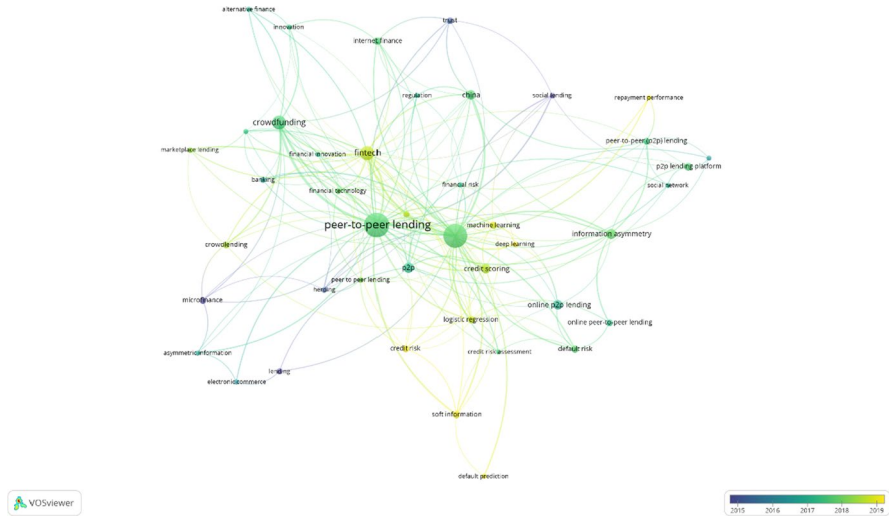 alternative finance
innovation
trust
internet finance
regulation
china
social lending
repayment performance
crowdfunding
peer-to-peer (p2p) lending
marketplace lending
financial innovation
fintech
p2p lending platform
banking
financial technology
financial risk
social network
peer-to-peer lending
machine learning
information asymmetry
crowdlending
deep learning
p2p
credit scoring
peer to peer lending
herding
microfinance
online p2p lending
logistic regression
online peer-to-peer lending
credit risk
credit risk assessment
default risk
asymmetric information
lending
electronic commerce
soft information
default prediction
VOSviewer
2015 2016 2017 2018 2019